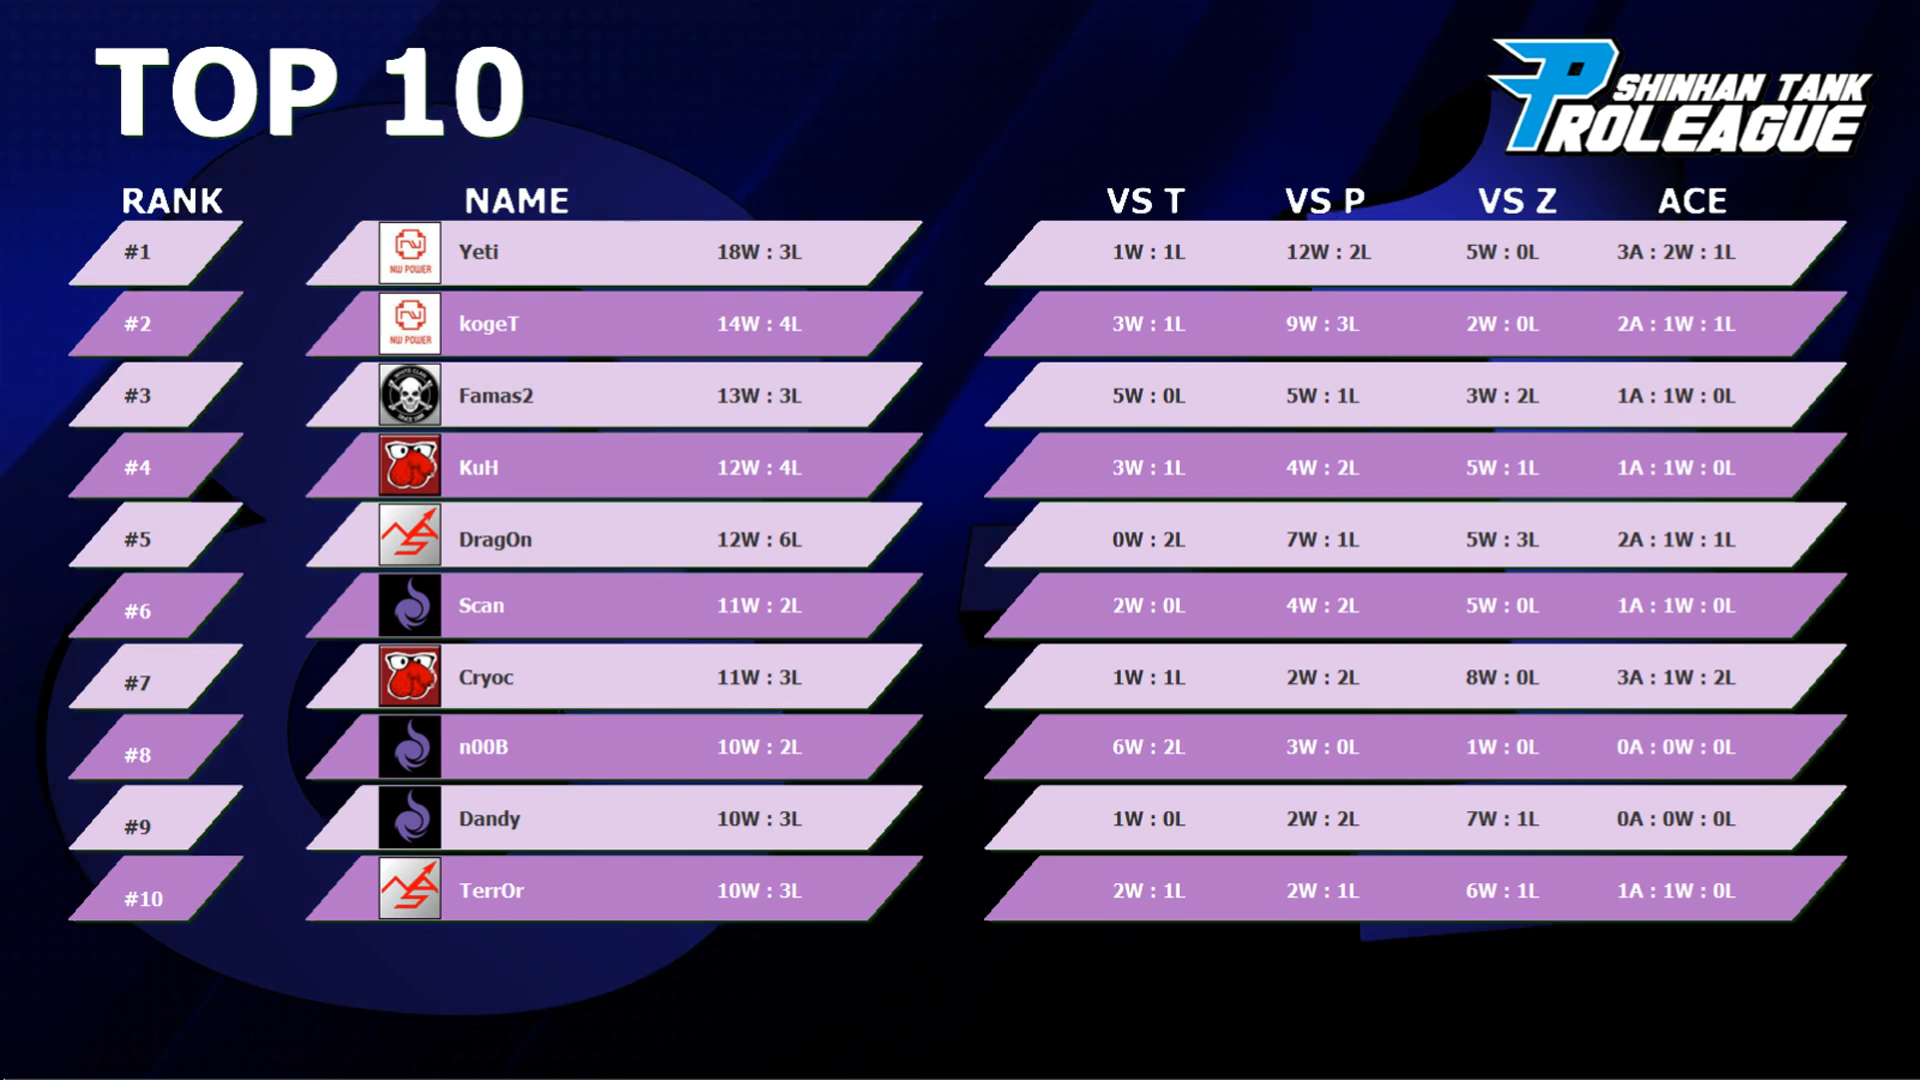 TOP 10
SHINHAN TANK
PROLEAGUE
RANK NAME VS T VS P VS Z ACE
#1 NW POWER Yeti 18W : 3L 1W : 1L 12W : 2L 5W : 0L 3A : 2W : 1L
#2 NW POWER kogeT 14W : 4L 3W : 1L 9W : 3L 2W : 0L 2A : 1W : 1L
#3 Famas2 13W : 3L 5W : 0L 5W : 1L 3W : 2L 1A : 1W : 0L
#4 KuH 12W : 4L 3W : 1L 4W : 2L 5W : 1L 1A : 1W : 0L
#5 DragOn 12W : 6L 0W : 2L 7W : 1L 5W : 3L 2A : 1W : 1L
#6 Scan 11W : 2L 2W : 0L 4W : 2L 5W : 0L 1A : 1W : 0L
#7 Cryoc 11W : 3L 1W : 1L 2W : 2L 8W : 0L 3A : 1W : 2L
#8 n00B 10W : 2L 6W : 2L 3W : 0L 1W : 0L 0A : 0W : 0L
#9 Dandy 10W : 3L 1W : 0L 2W : 2L 7W : 1L 0A : 0W : 0L
#10 TerrOr 10W : 3L 2W : 1L 2W : 1L 6W : 1L 1A : 1W : 0L